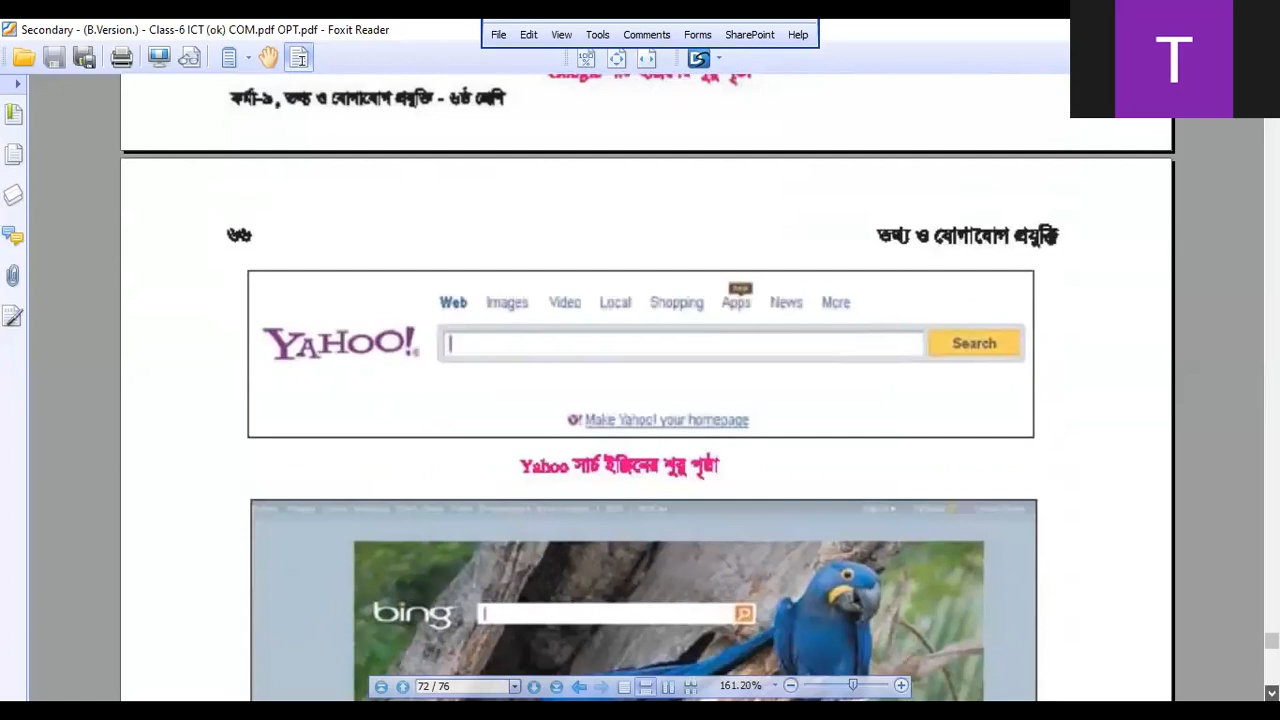 Secondary - (B.Version.) - Class-6 ICT (ok) COM.pdf OPT.pdf - Foxit Reader
File Edit View Tools Comments Forms SharePoint Help
T
ফর্মা-৯, তথ্য ও যোগাযোগ প্রযুক্তি - ৬ষ্ঠ শ্রেণি
৬৬
তথ্য ও যোগাযোগ প্রযুক্তি
Web Images Video Local Shopping Apps News More
YAHOO!
Search
Make Yahoo! your homepage
Yahoo সার্চ ইঞ্জিনের শুরু পৃষ্ঠা
bing
72 / 76
161.20%